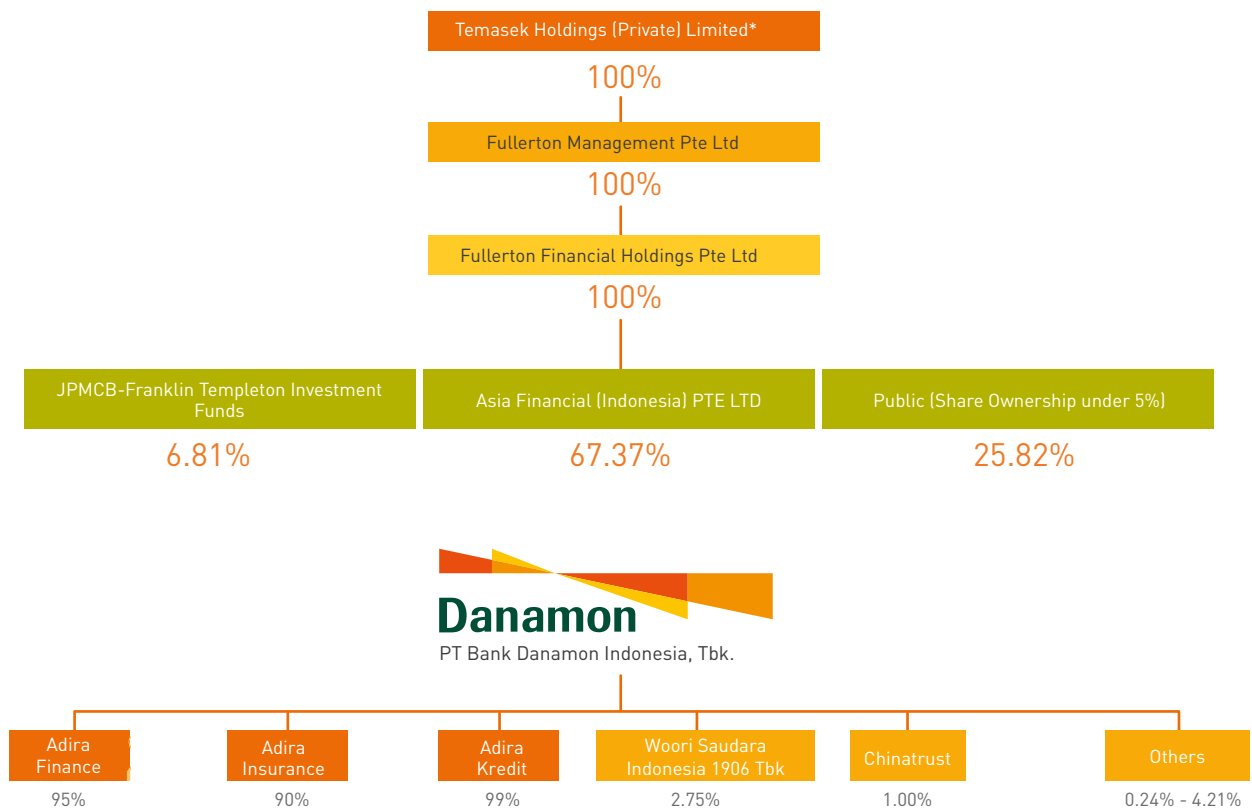 Temasek Holdings (Private) Limited*
100%
Fullerton Management Pte Ltd
100%
Fullerton Financial Holdings Pte Ltd
100%
JPMCB-Franklin Templeton Investment
Funds
6.81%
Asia Financial (Indonesia) PTE LTD
67.37%
Public (Share Ownership under 5%)
25.82%
Danamon
PT Bank Danamon Indonesia, Tbk.
Adira
Finance
95%
Adira
Insurance
90%
Adira
Kredit
99%
Woori Saudara
Indonesia 1906 Tbk
2.75%
Chinatrust
1.00%
Others
0.24% - 4.21%